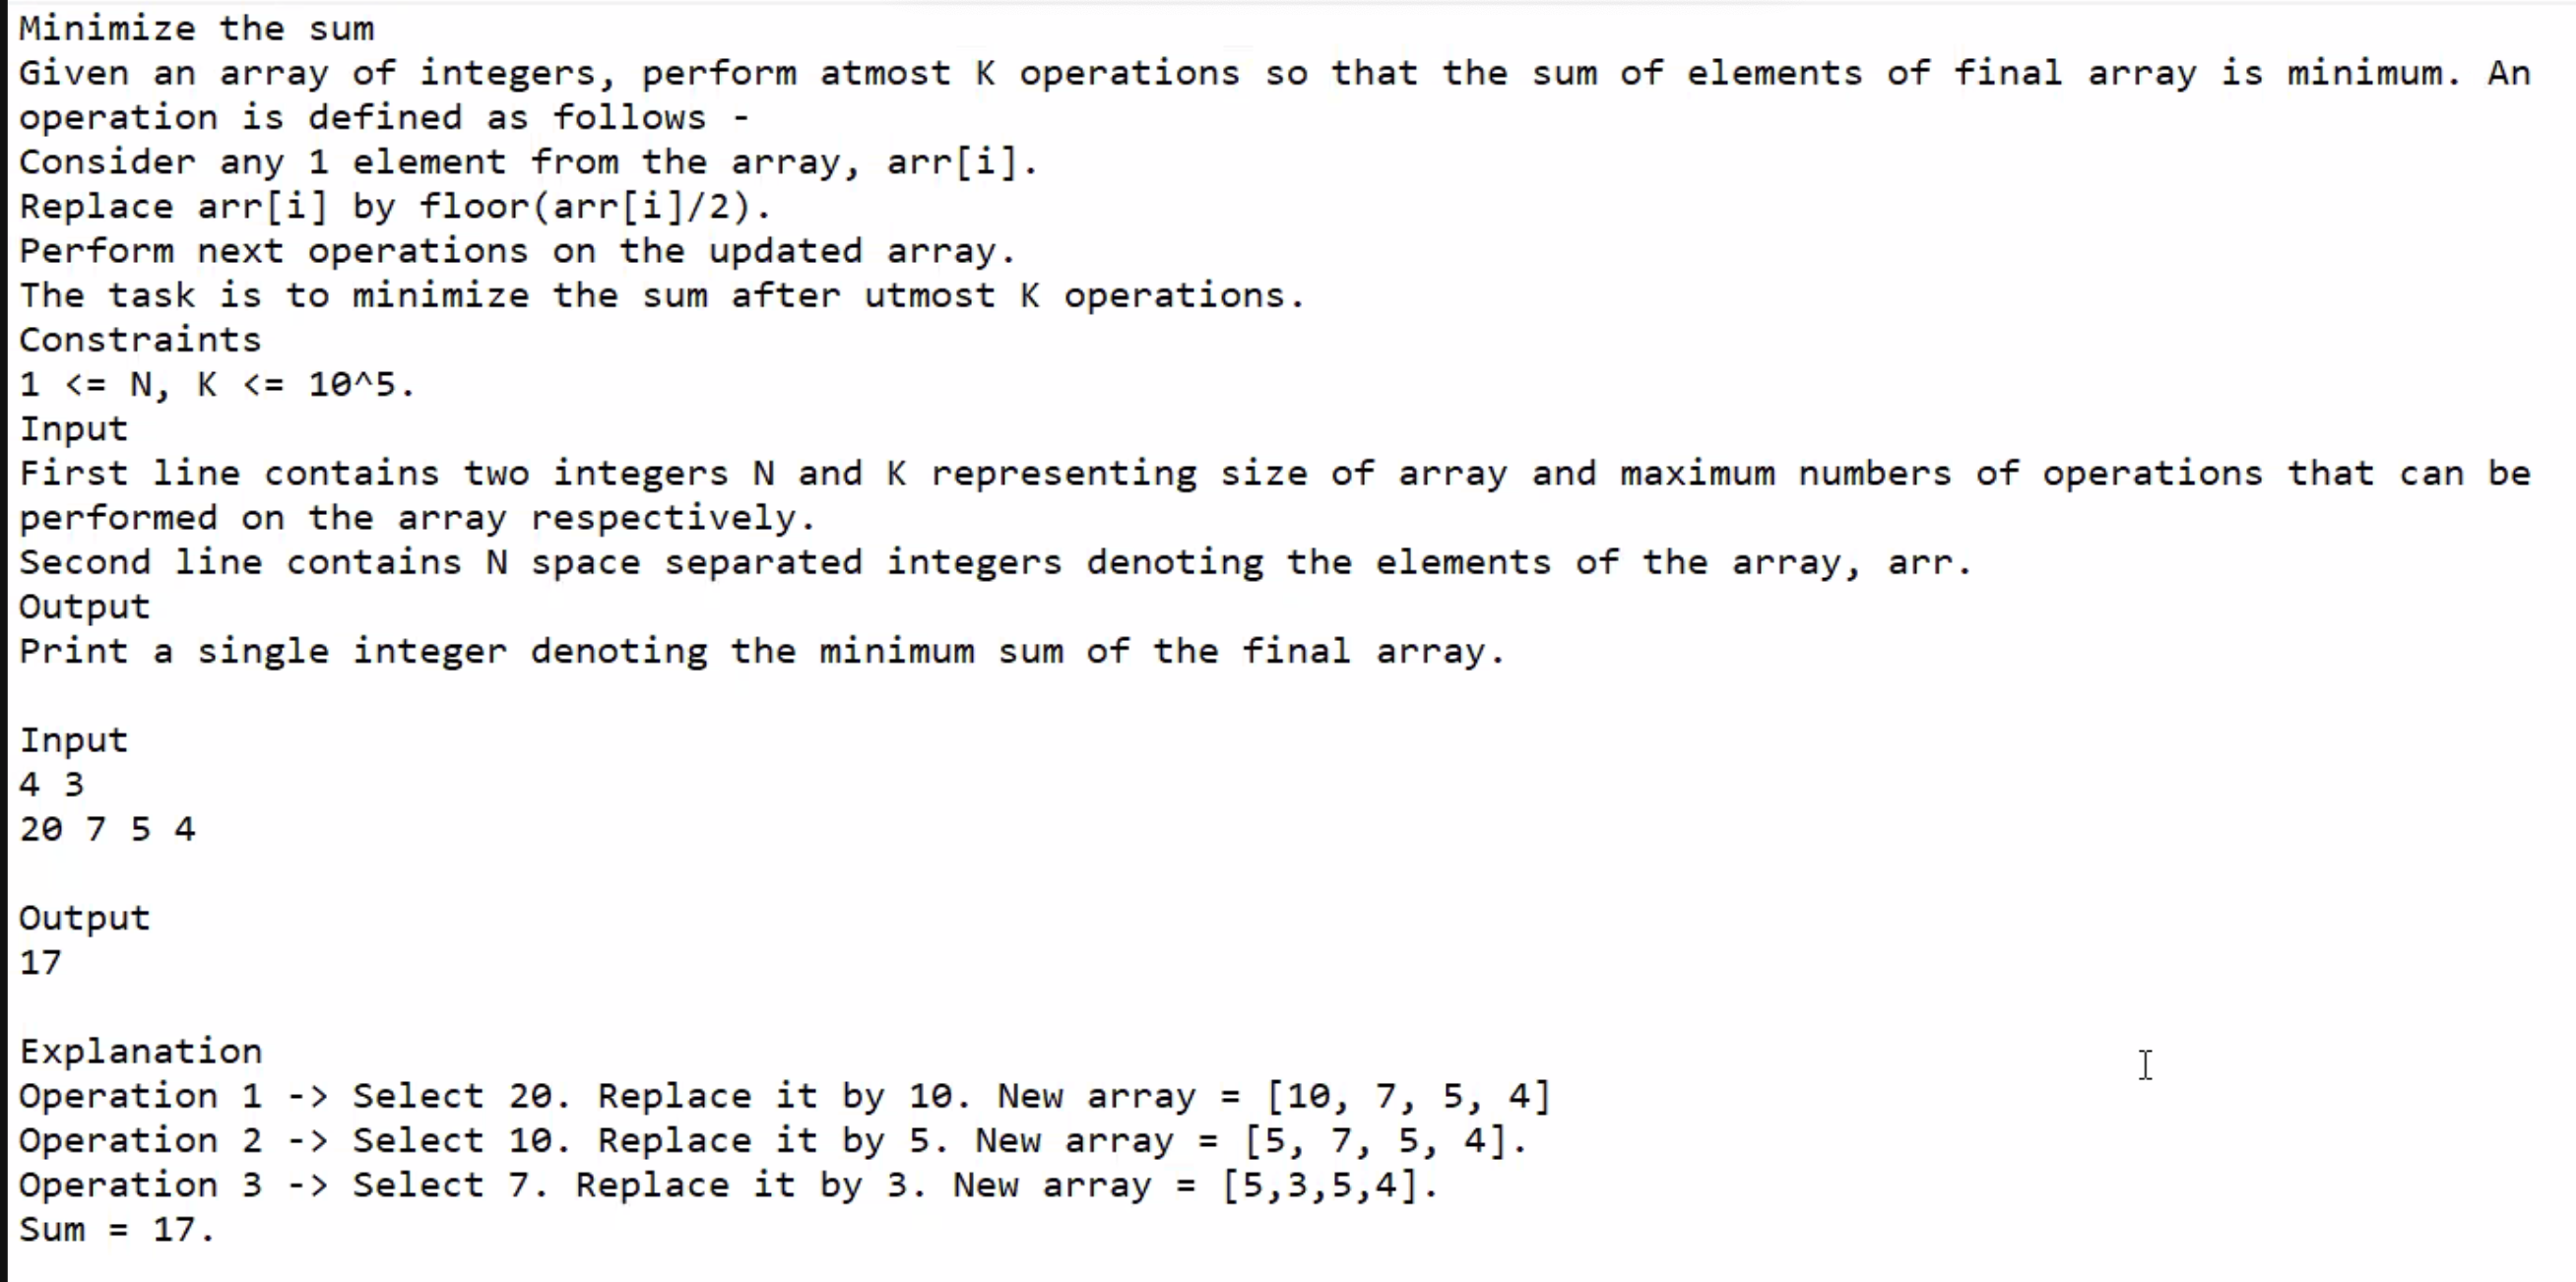 Minimize the sum
Given an array of integers, perform atmost K operations so that the sum of elements of final array is minimum. An
operation is defined as follows -
Consider any 1 element from the array, arr[i].
Replace arr[i] by floor(arr[i]/2).
Perform next operations on the updated array.
The task is to minimize the sum after utmost K operations.
Constraints
1 <= N, K <= 10^5.
Input
First line contains two integers N and K representing size of array and maximum numbers of operations that can be
performed on the array respectively.
Second line contains N space separated integers denoting the elements of the array, arr.
Output
Print a single integer denoting the minimum sum of the final array.
Input
4 3
20 7 5 4
Output
17
Explanation
Operation 1 -> Select 20. Replace it by 10. New array = [10, 7, 5, 4]
Operation 2 -> Select 10. Replace it by 5. New array = [5, 7, 5, 4].
Operation 3 -> Select 7. Replace it by 3. New array = [5,3,5,4].
Sum = 17.